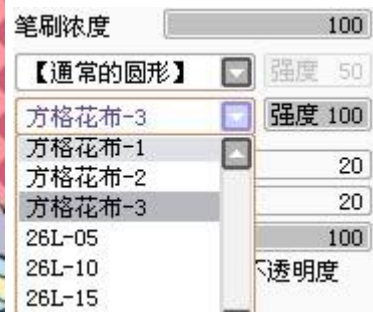 笔刷浓度 100
【通常的圆形】 强度 50
方格花布-3 强度 100
方格花布-1
方格花布-2 20
方格花布-3 20
26L-05 100
26L-10 不透明度
26L-15